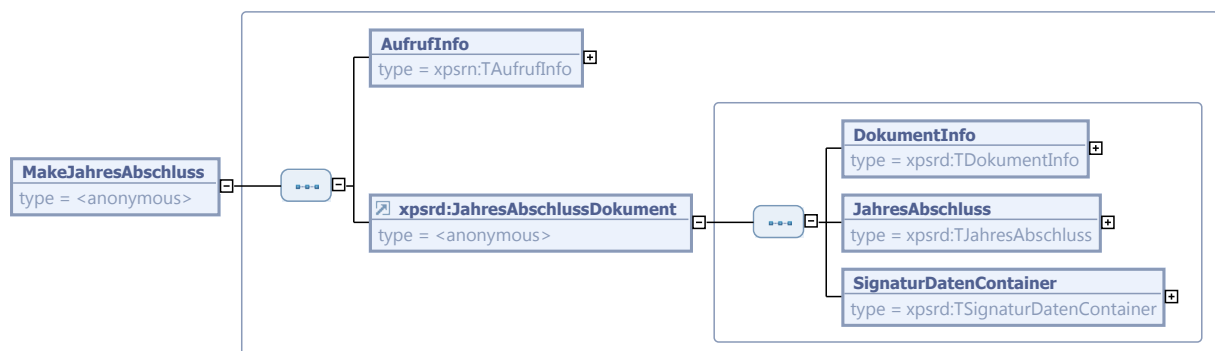 AufrufInfo
type = xpsrn:TAufrufInfo
MakeJahresAbschluss
type = <anonymous>
xpsrd:JahresAbschlussDokument
type = <anonymous>
DokumentInfo
type = xpsrd:TDokumentInfo
JahresAbschluss
type = xpsrd:TJahresAbschluss
SignaturDatenContainer
type = xpsrd:TSignaturDatenContainer